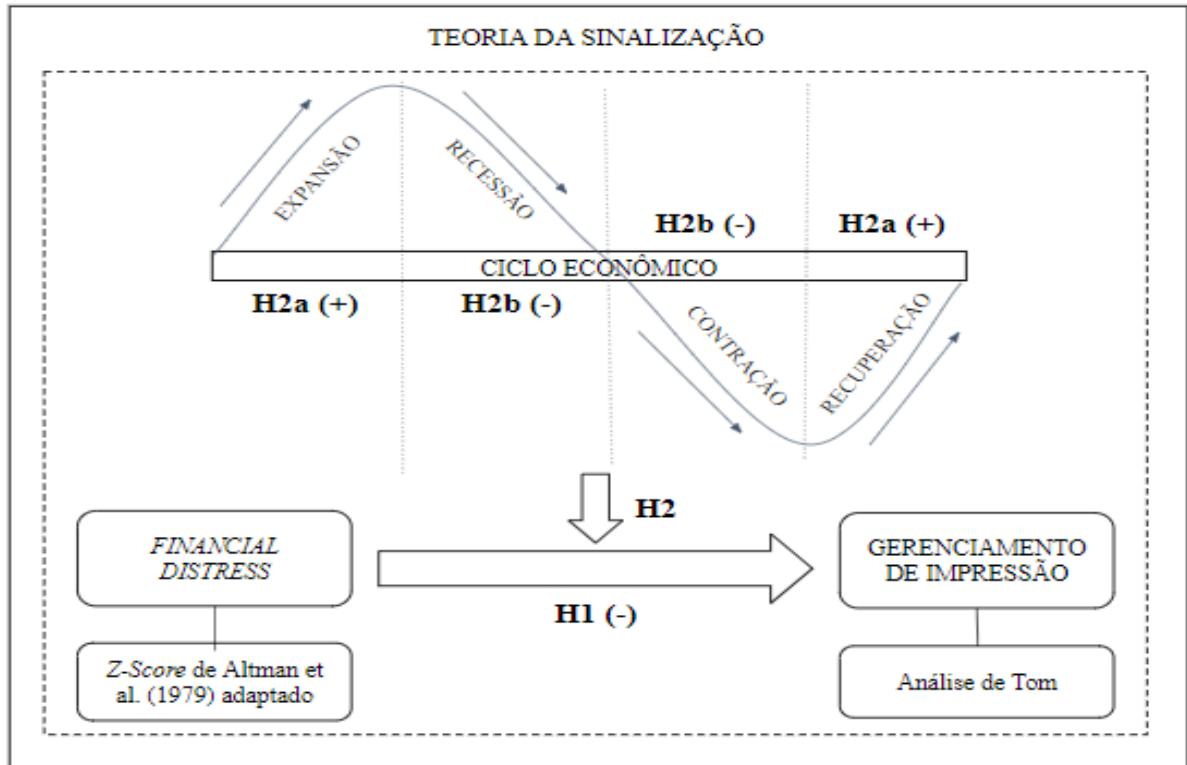 TEORIA DA SINALIZAÇÃO
EXPANSÃO
RECESSÃO
H2b (-)
H2a (+)
CICLO ECONÔMICO
H2a (+)
H2b (-)
CONTRAÇÃO
RECUPERAÇÃO
H2
FINANCIAL
DISTRESS
GERENCIAMENTO
DE IMPRESSÃO
H1 (-)
Z-Score de Altman et
al. (1979) adaptado
Análise de Tom